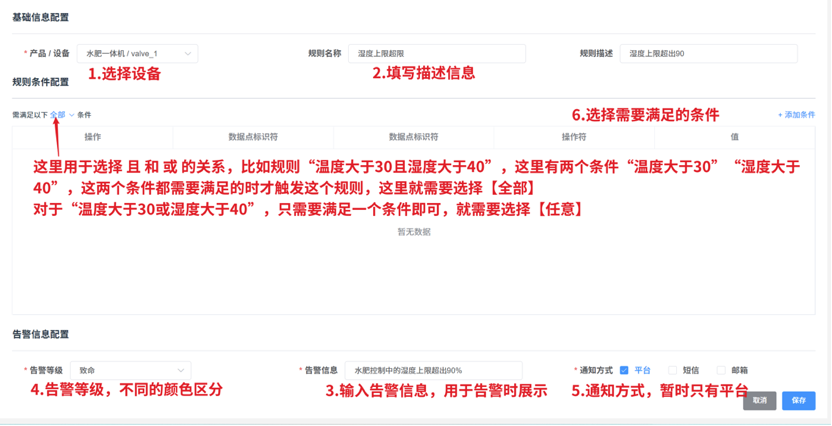 基础信息配置
* 产品 / 设备 水肥一体机 / valve_1 规则名称 湿度上限超限 规则描述 湿度上限超出90
1.选择设备 2.填写描述信息
规则条件配置
需满足以下 全部 条件 6.选择需要满足的条件 + 添加条件
操作 数据点标识符 数据点标识符 操作符 值
这里用于选择 且 和 或 的关系，比如规则“温度大于30且湿度大于40”，这里有两个条件“温度大于30”“湿度大于
40”，这两个条件都需要满足的时才触发这个规则，这里就需要选择【全部】
对于“温度大于30或湿度大于40”，只需要满足一个条件即可，就需要选择【任意】
暂无数据
告警信息配置
* 告警等级 致命 * 告警信息 水肥控制中的湿度上限超出90% * 通知方式 平台 短信 邮箱
4.告警等级，不同的颜色区分 3.输入告警信息，用于告警时展示 5.通知方式，暂时只有平台
取消 保存